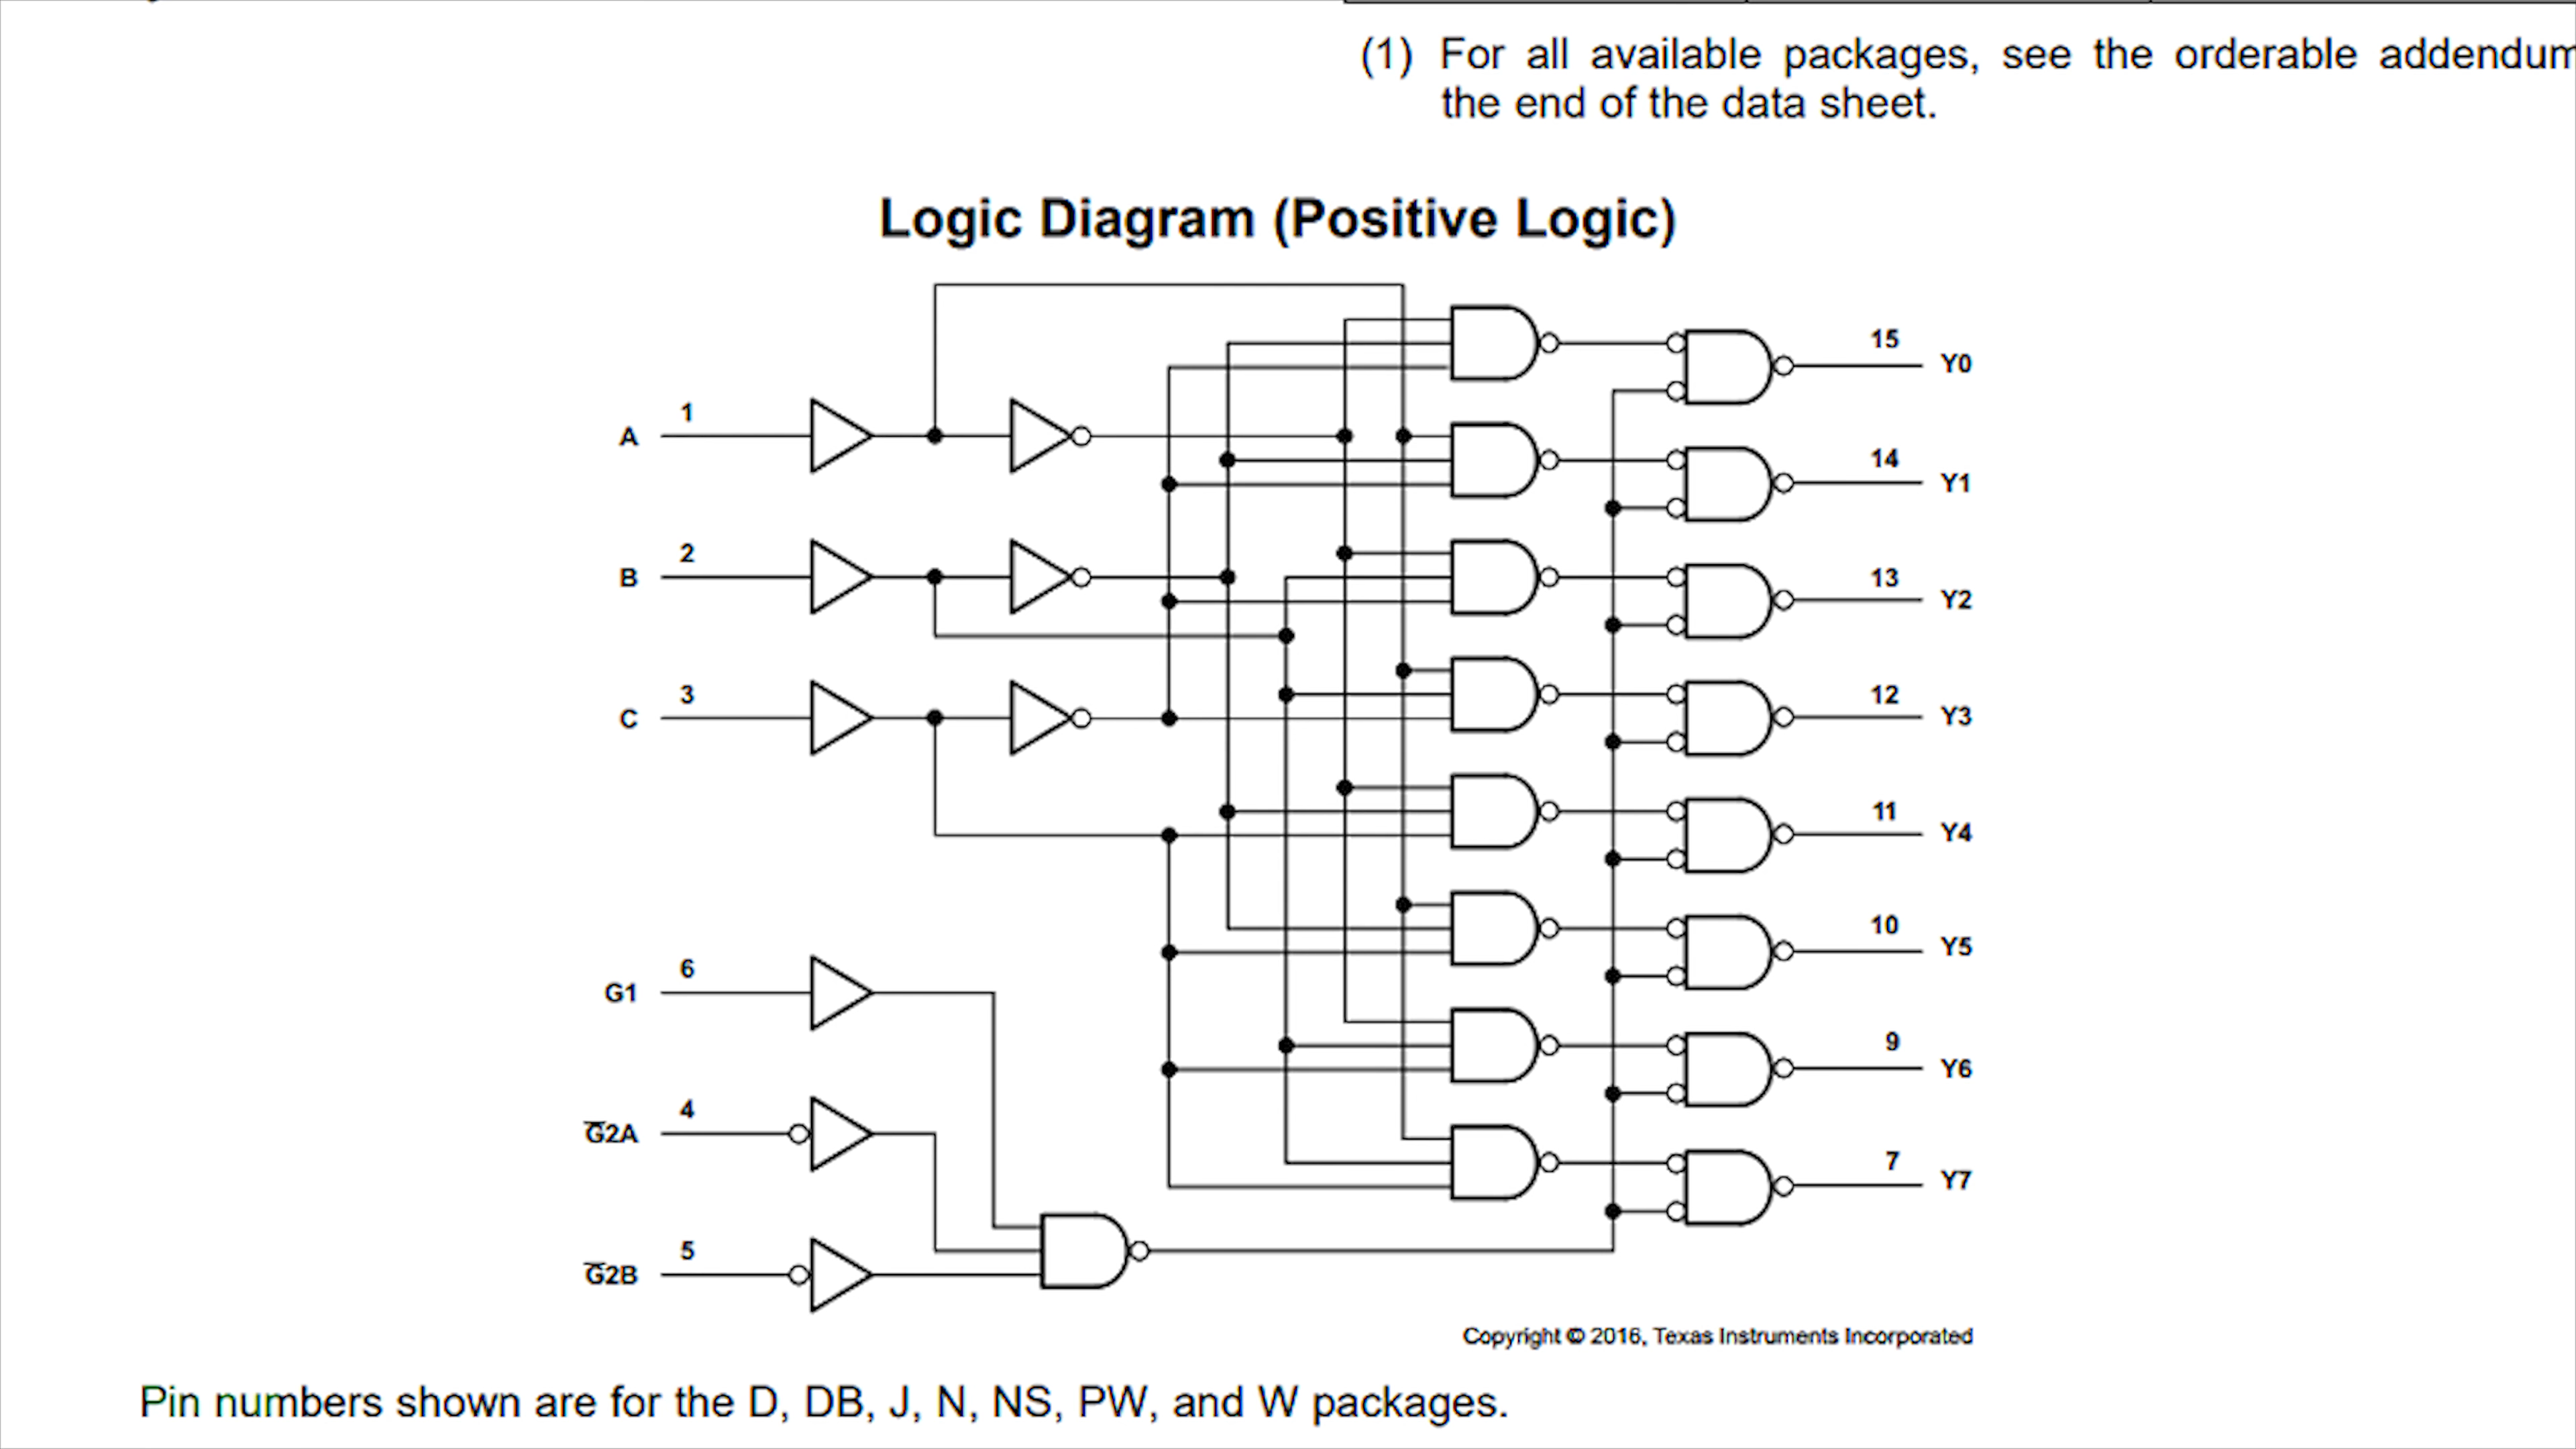 (1) For all available packages, see the orderable addendum
the end of the data sheet.
Logic Diagram (Positive Logic)
15
Y0
A
1
14
Y1
B
2
13
Y2
C
3
12
Y3
11
Y4
10
Y5
G1
6
9
Y6
G̅2A
4
7
Y7
G̅2B
5
Copyright © 2016, Texas Instruments Incorporated
Pin numbers shown are for the D, DB, J, N, NS, PW, and W packages.